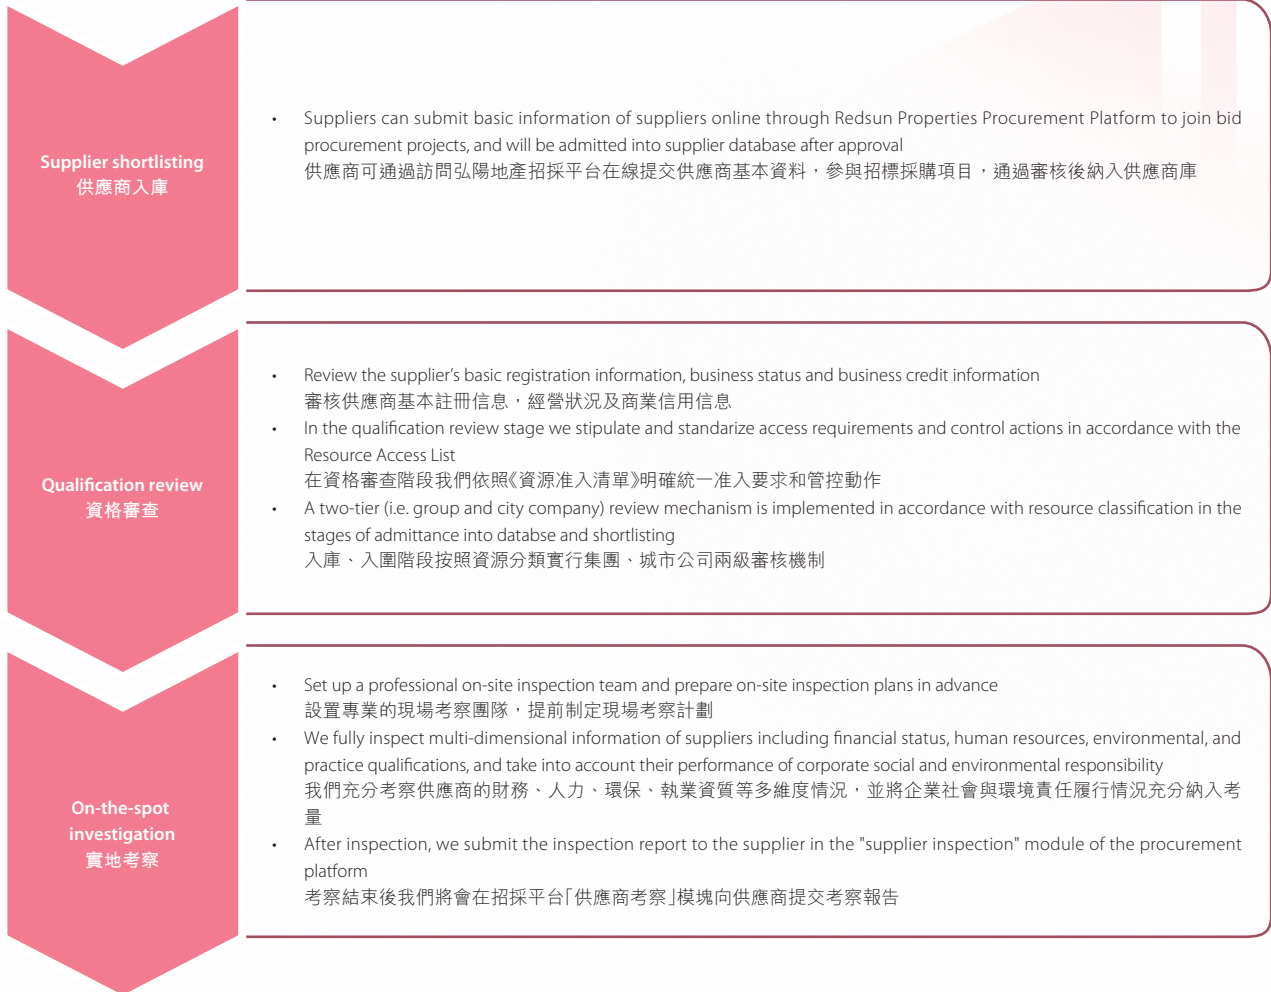 Supplier shortlisting
供應商入庫
• Suppliers can submit basic information of suppliers online through Redsun Properties Procurement Platform to join bid
procurement projects, and will be admitted into supplier database after approval
供應商可通過訪問弘陽地產招採平台在線提交供應商基本資料，參與招標採購項目，通過審核後納入供應商庫
Qualification review
資格審查
• Review the supplier’s basic registration information, business status and business credit information
審核供應商基本註冊信息，經營狀況及商業信用信息
• In the qualification review stage we stipulate and standarize access requirements and control actions in accordance with the
Resource Access List
在資格審查階段我們依照《資源准入清單》明確統一准入要求和管控動作
• A two-tier (i.e. group and city company) review mechanism is implemented in accordance with resource classification in the
stages of admittance into databse and shortlisting
入庫、入圍階段按照資源分類實行集團、城市公司兩級審核機制
On-the-spot
investigation
實地考察
• Set up a professional on-site inspection team and prepare on-site inspection plans in advance
設置專業的現場考察團隊，提前制定現場考察計劃
• We fully inspect multi-dimensional information of suppliers including financial status, human resources, environmental, and
practice qualifications, and take into account their performance of corporate social and environmental responsibility
我們充分考察供應商的財務、人力、環保、執業資質等多維度情況，並將企業社會與環境責任履行情況充分納入考
量
• After inspection, we submit the inspection report to the supplier in the "supplier inspection" module of the procurement
platform
考察結束後我們將會在招採平台「供應商考察」模塊向供應商提交考察報告